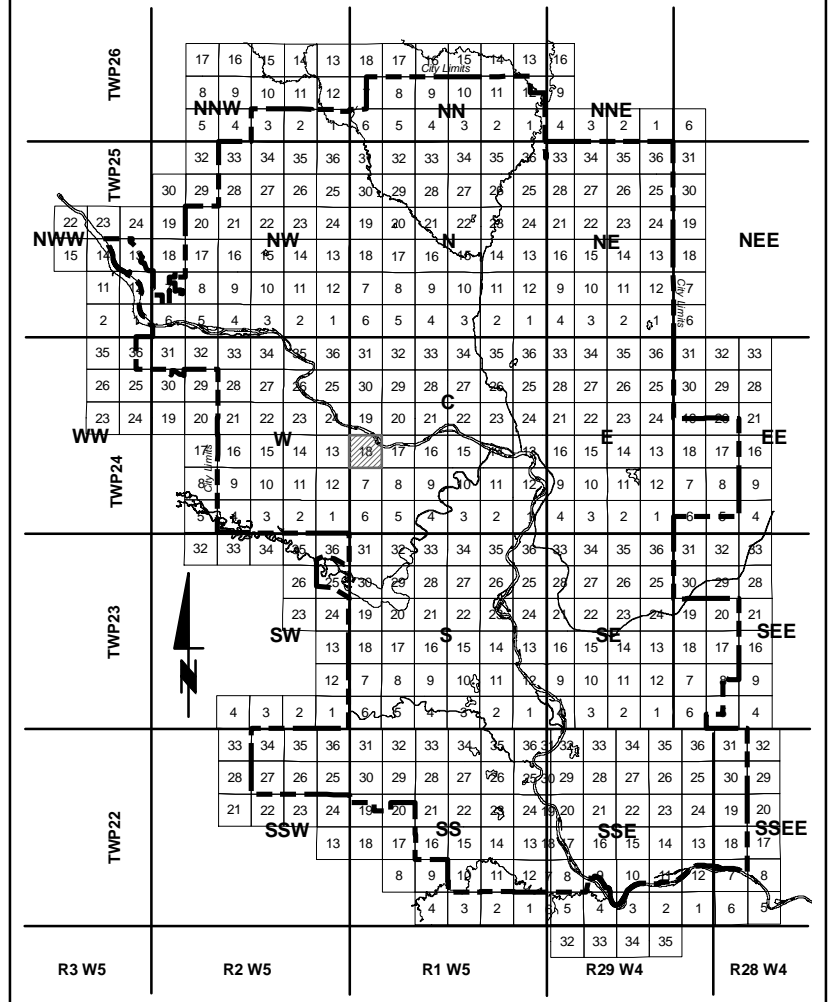 TWP26
17 16 15 14 13 18 17 16 15 14 13 16
City Limits
8 9 10 11 12 8 9 10 11 12 9
NNW NN NNE
5 4 3 2 1 6 5 4 3 2 1 4 3 2 1 6
TWP25
32 33 34 35 36 31 32 33 34 35 36 33 34 35 36 31
30 29 28 27 26 25 30 29 28 27 26 25 28 27 26 25 30
22 23 24 19 20 21 22 23 24 19 20 21 22 23 24 21 22 23 24 19
NWW NW N NE NEE
15 14 13 18 17 16 15 14 13 18 17 16 15 14 13 16 15 14 13 18
11 12 8 9 10 11 12 7 8 9 10 11 12 9 10 11 12 7
City Limits
2 1 6 5 4 3 2 1 6 5 4 3 2 1 4 3 2 1 6
35 36 31 32 33 34 35 36 31 32 33 34 35 36 33 34 35 36 31 32 33
26 25 30 29 28 27 26 25 30 29 28 27 26 25 28 27 26 25 30 29 28
C
23 24 19 20 21 22 23 24 19 20 21 22 23 24 21 22 23 24 19 20 21
WW W E EE
TWP24
17 16 15 14 13 18 17 16 15 14 13 16 15 14 13 18 17 16
City Limits
8 9 10 11 12 7 8 9 10 11 12 9 10 11 12 7 8 9
5 4 3 2 1 6 5 4 3 2 1 4 3 2 1 6 5 4
32 33 34 35 36 31 32 33 34 35 36 33 34 35 36 31 32 33
26 25 30 29 28 27 26 25 28 27 26 25 30 29 28
TWP23
23 24 19 20 21 22 23 24 21 22 23 24 19 20 21
SW S SE SEE
13 18 17 16 15 14 13 16 15 14 13 18 17 16
12 7 8 9 10 11 12 9 10 11 12 7 8 9
N
4 3 2 1 6 5 4 3 2 1 3 2 1 6 4
33 34 35 36 31 32 33 34 35 36 31 32 33 34 35 36 31 32
28 27 26 25 30 29 28 27 26 25 30 29 28 27 26 25 30 29
21 22 23 24 19 20 21 22 23 24 19 20 21 22 23 24 19 20
SSW SS SSE SSEE
TWP22
13 18 17 16 15 14 13 18 17 16 15 14 13 18 17
8 9 10 11 12 7 8 9 10 11 12 7 8
4 3 2 1 6 5 4 3 2 1 6 5
32 33 34 35
R3 W5 R2 W5 R1 W5 R29 W4 R28 W4